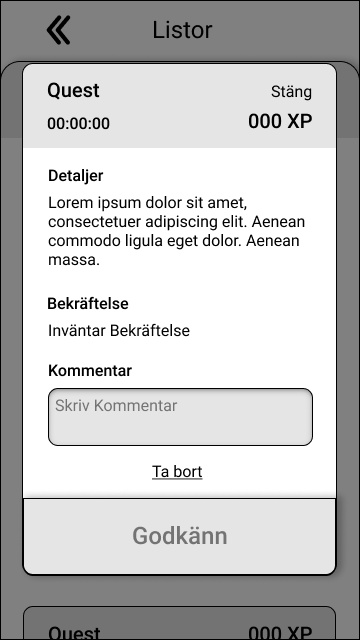 Listor
Quest Stäng
00:00:00 000 XP
Detaljer
Lorem ipsum dolor sit amet,
consectetuer adipiscing elit. Aenean
commodo ligula eget dolor. Aenean
massa.
Bekräftelse
Inväntar Bekräftelse
Kommentar
Skriv Kommentar
Ta bort
Godkänn
Quest 000 XP